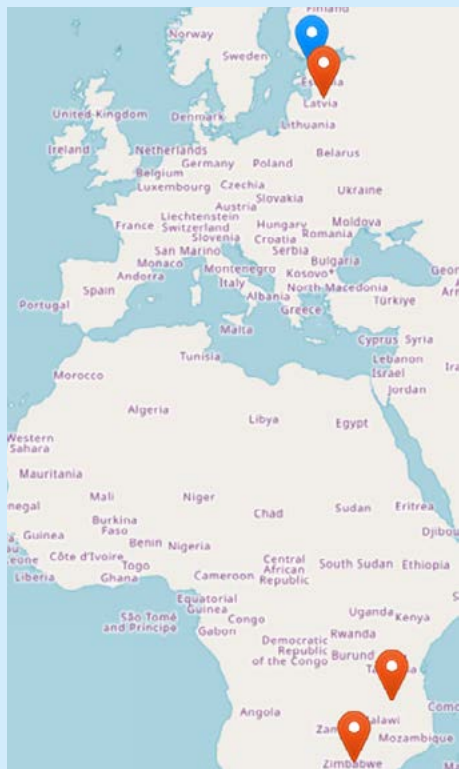 Finland
Norway
Sweden
Estonia
Latvia
United Kingdom
Denmark
Lithuania
Ireland
Netherlands
Belarus
Germany
Poland
Belgium
Luxembourg
Czechia
Ukraine
Slovakia
Austria
Liechtenstein
Moldova
France
Switzerland
Hungary
Romania
Slovenia
Croatia
San Marino
Serbia
Monaco
Bulgaria
Andorra
Montenegro
Kosovo*
Spain
Italy
North Macedonia
Albania
Türkiye
Portugal
Greece
Malta
Cyprus
Syria
Tunisia
Lebanon
Morocco
Israel
Jordan
Algeria
Libya
Egypt
Western
Sahara
Mauritania
Mali
Niger
Sudan
Eritrea
Chad
Burkina
Faso
Guinea
Benin
Nigeria
Côte d'Ivoire
Togo
Central
African
Republic
South Sudan
Ethiopia
Liberia
Ghana
Cameroon
Equatorial
Guinea
São Tomé
and Príncipe
Congo
Uganda
Kenya
Gabon
Democratic
Republic
of the Congo
Rwanda
Burund
Angola
Malawi
Mozambique
Zimbabwe